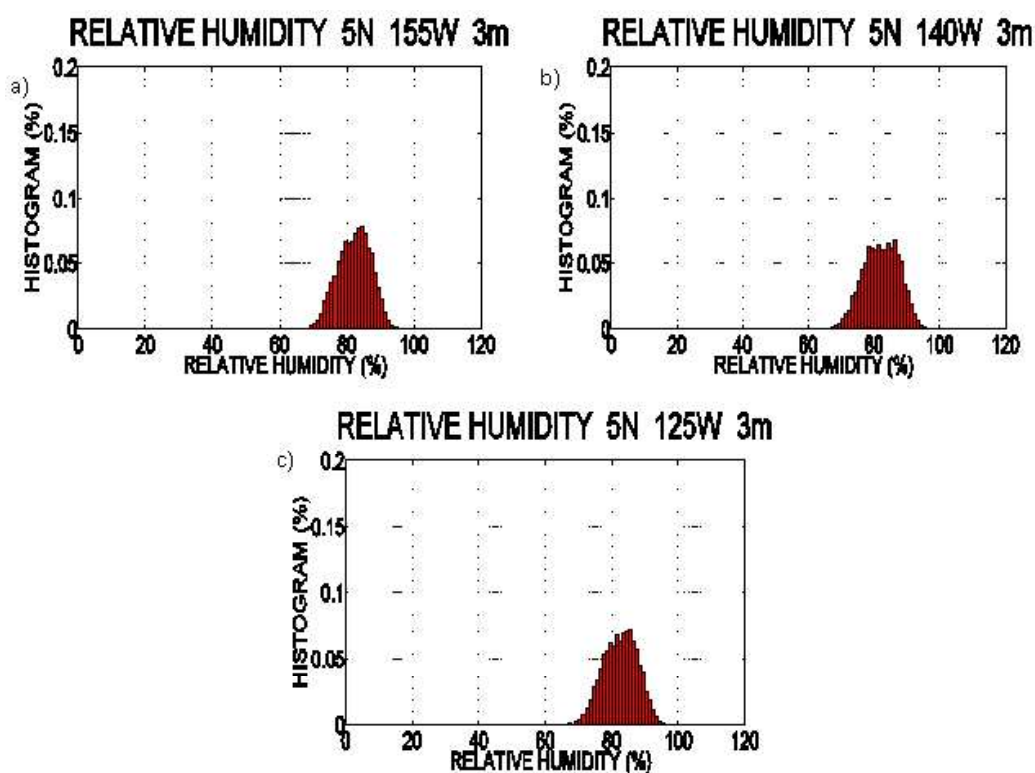 RELATIVE HUMIDITY 5N 155W 3m
a)
HISTOGRAM (%)
0.2
0.15
0.1
0.05
0
0 20 40 60 80 100 120
RELATIVE HUMIDITY (%)
RELATIVE HUMIDITY 5N 140W 3m
b)
HISTOGRAM (%)
0.2
0.15
0.1
0.05
0
0 20 40 60 80 100 120
RELATIVE HUMIDITY (%)
RELATIVE HUMIDITY 5N 125W 3m
c)
HISTOGRAM (%)
0.2
0.15
0.1
0.05
0
0 20 40 60 80 100 120
RELATIVE HUMIDITY (%)